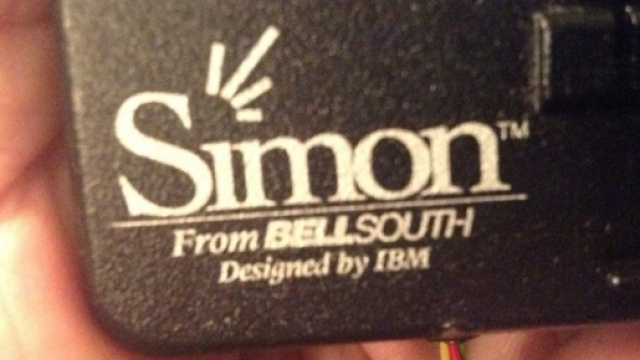 Simon™
From BELLSOUTH
Designed by IBM